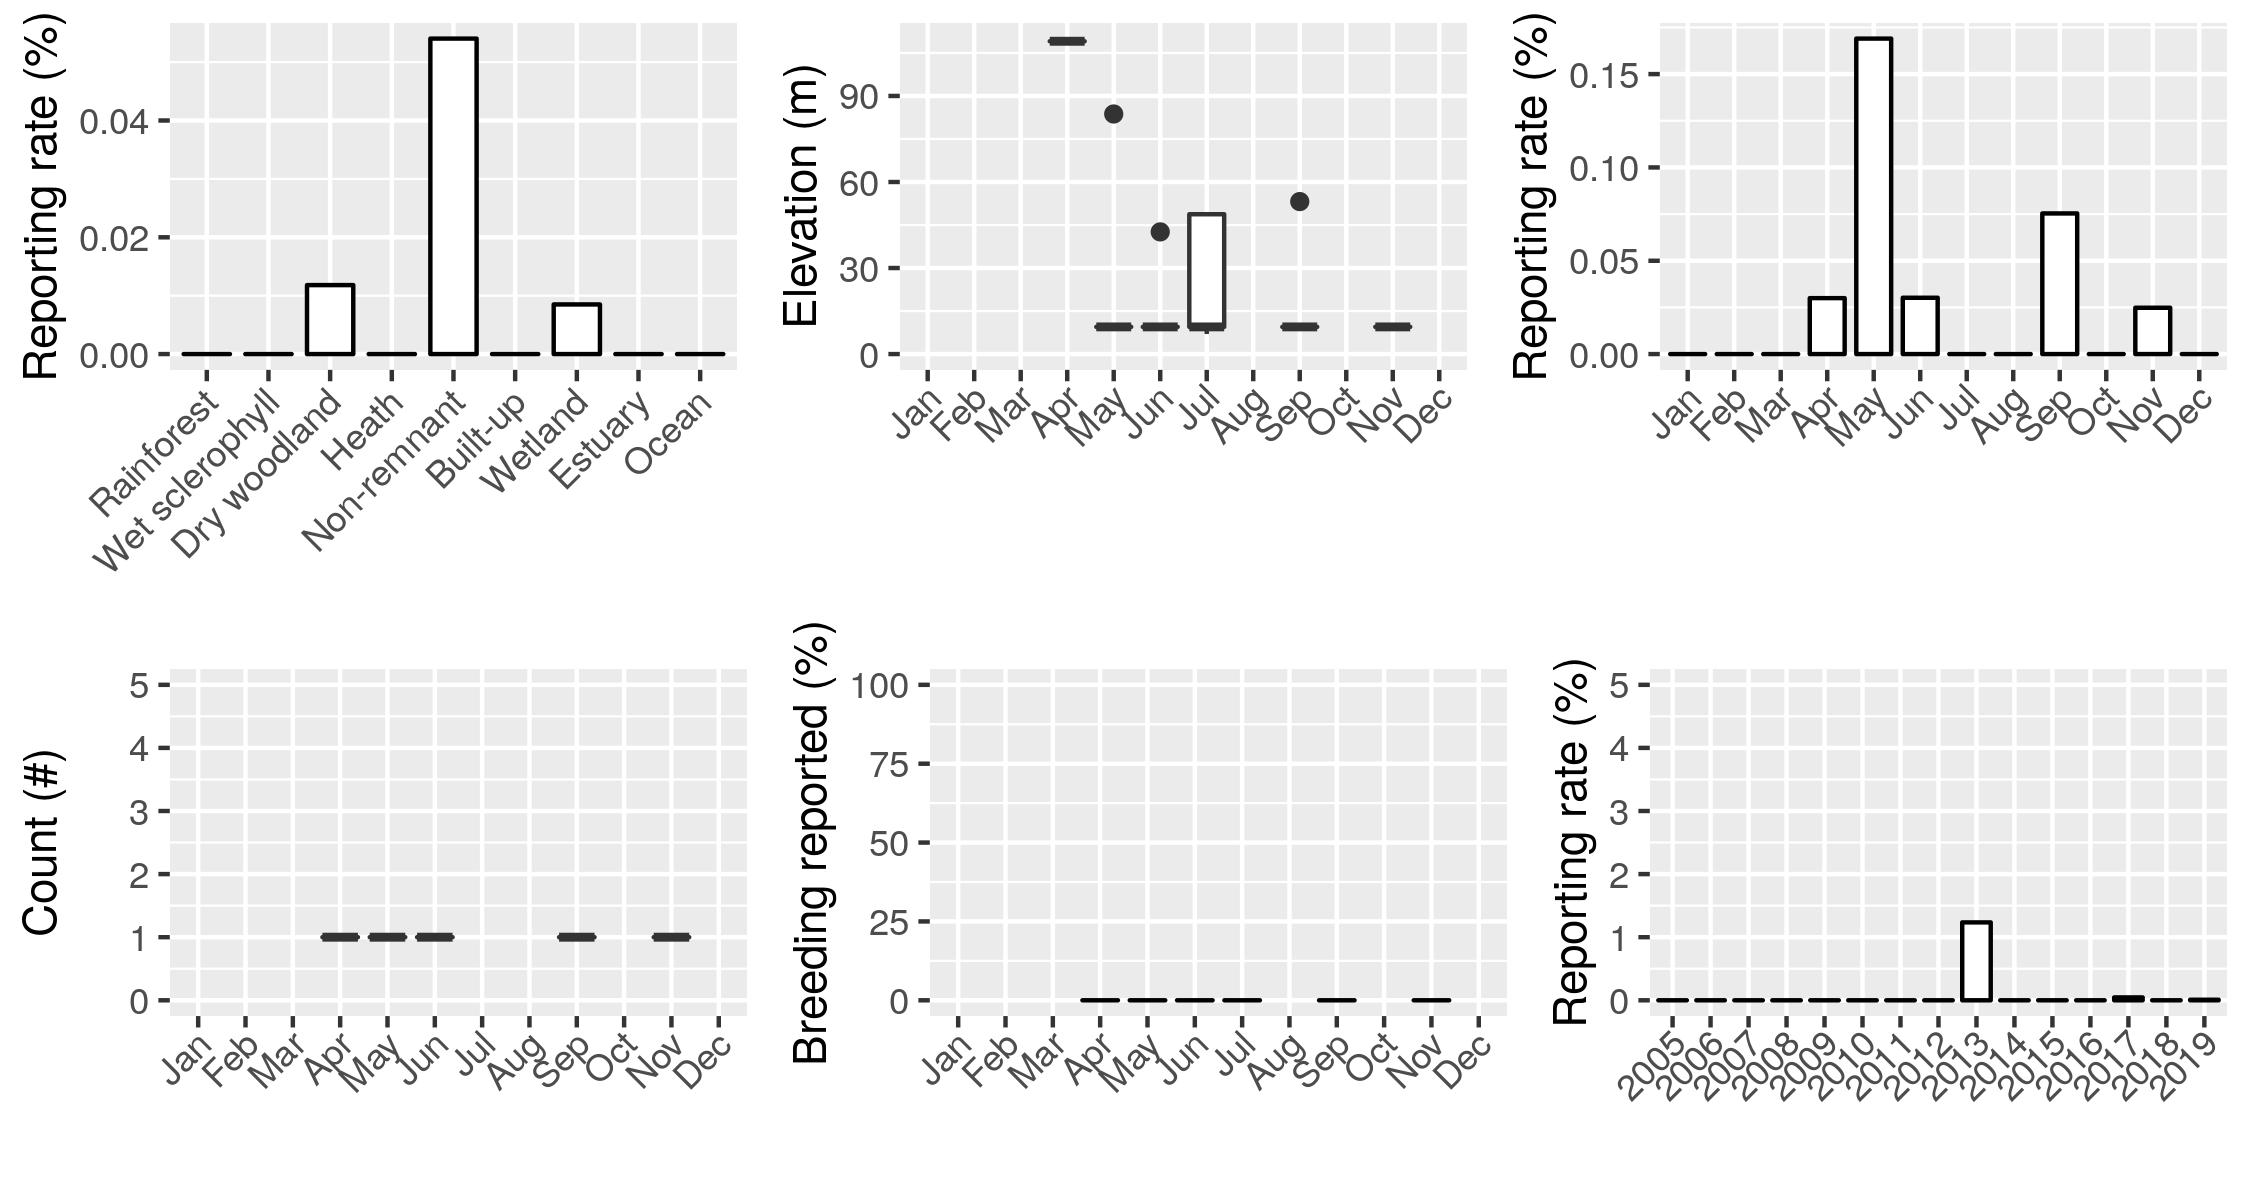 Reporting rate (%)
0.04
0.02
0.00
Rainforest
Wet sclerophyll
Dry woodland
Heath
Non-remnant
Built-up
Wetland
Estuary
Ocean
Elevation (m)
90
60
30
0
Jan Feb Mar Apr May Jun Jul Aug Sep Oct Nov Dec
Reporting rate (%)
0.15
0.10
0.05
0.00
Jan Feb Mar Apr May Jun Jul Aug Sep Oct Nov Dec
Count (#)
5
4
3
2
1
0
Jan Feb Mar Apr May Jun Jul Aug Sep Oct Nov Dec
Breeding reported (%)
100
75
50
25
0
Jan Feb Mar Apr May Jun Jul Aug Sep Oct Nov Dec
Reporting rate (%)
5
4
3
2
1
0
2005 2006 2007 2008 2009 2010 2011 2012 2013 2014 2015 2016 2017 2018 2019